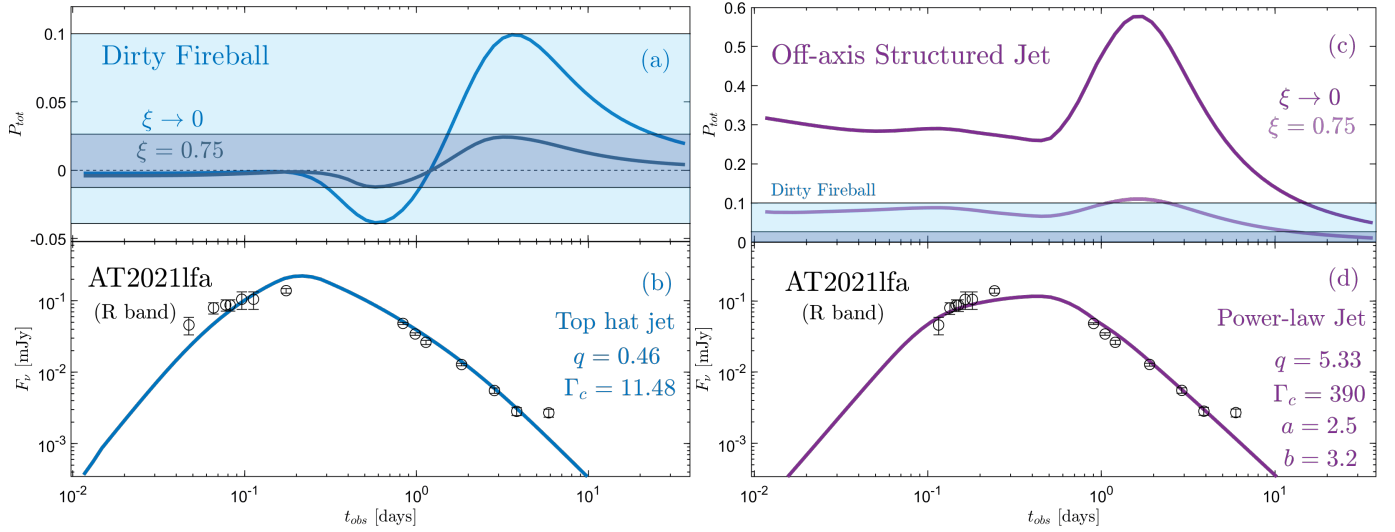 Dirty Fireball
(a)
ξ → 0
ξ = 0.75
P_tot
0.1
0.05
0
-0.05
AT2021lfa
(R band)
(b)
Top hat jet
q = 0.46
Γ_c = 11.48
F_ν [mJy]
10^-1
10^-2
10^-3
10^-2
10^-1
10^0
10^1
t_obs [days]
Off-axis Structured Jet
(c)
ξ → 0
ξ = 0.75
Dirty Fireball
P_tot
0.6
0.5
0.4
0.3
0.2
0.1
0
AT2021lfa
(R band)
(d)
Power-law Jet
q = 5.33
Γ_c = 390
a = 2.5
b = 3.2
F_ν [mJy]
10^-1
10^-2
10^-3
10^-2
10^-1
10^0
10^1
t_obs [days]